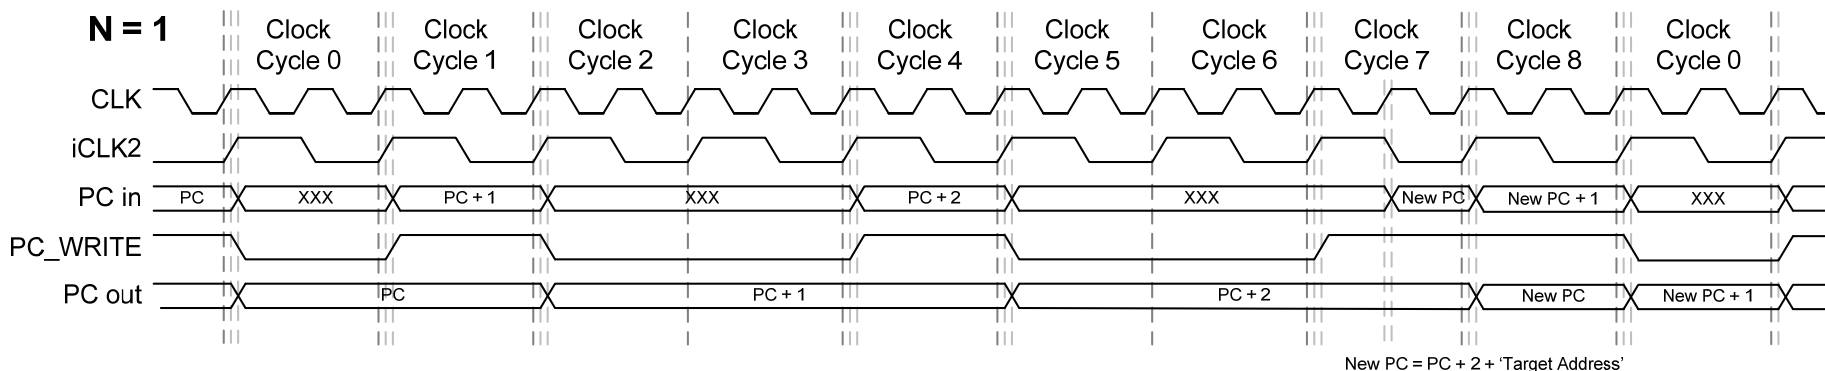 N = 1
Clock Cycle 0
Clock Cycle 1
Clock Cycle 2
Clock Cycle 3
Clock Cycle 4
Clock Cycle 5
Clock Cycle 6
Clock Cycle 7
Clock Cycle 8
Clock Cycle 0
CLK
iCLK2
PC in
PC
XXX
PC + 1
XXX
PC + 2
XXX
New PC
New PC + 1
XXX
PC_WRITE
PC out
PC
PC + 1
PC + 2
New PC
New PC + 1
New PC = PC + 2 + ‘Target Address’